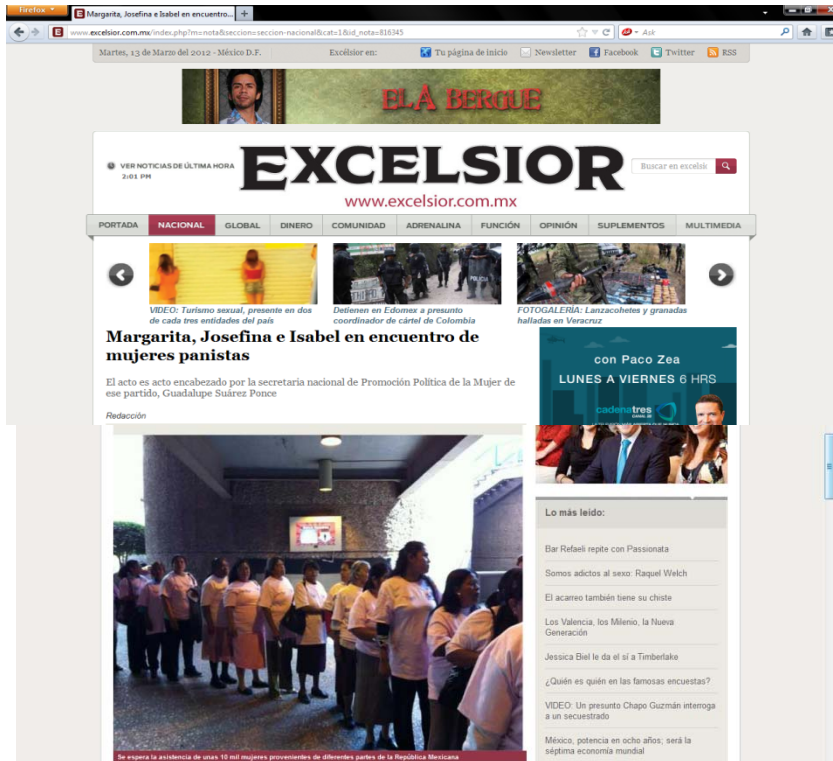 Firefox
Margarita, Josefina e Isabel en encuentro...
www.excelsior.com.mx/index.php?m=nota&seccion=seccion-nacional&cat=1&id_nota=816345
Ask
Martes, 13 de Marzo del 2012 - México D.F.
Excélsior en:
Tu página de inicio
Newsletter
Facebook
Twitter
RSS
ELA BERGUE
VER NOTICIAS DE ÚLTIMA HORA
2:01 PM
EXCELSIOR
www.excelsior.com.mx
Buscar en excelsio
PORTADA NACIONAL GLOBAL DINERO COMUNIDAD ADRENALINA FUNCIÓN OPINIÓN SUPLEMENTOS MULTIMEDIA
POLICIA
VIDEO: Turismo sexual, presente en dos
de cada tres entidades del país
Detienen en Edomex a presunto
coordinador de cártel de Colombia
FOTOGALERÍA: Lanzacohetes y granadas
halladas en Veracruz
Margarita, Josefina e Isabel en encuentro de
mujeres panistas
El acto es acto encabezado por la secretaria nacional de Promoción Política de la Mujer de
ese partido, Guadalupe Suárez Ponce
Redacción
con Paco Zea
LUNES A VIERNES 6 HRS
cadenatres
Se espera la asistencia de unas 10 mil mujeres provenientes de diferentes partes de la República Mexicana
Lo más leído:
Bar Refaeli repite con Passionata
Somos adictos al sexo: Raquel Welch
El acarreo también tiene su chiste
Los Valencia, los Milenio, la Nueva
Generación
Jessica Biel le da el sí a Timberlake
¿Quién es quién en las famosas encuestas?
VIDEO: Un presunto Chapo Guzmán interroga
a un secuestrado
México, potencia en ocho años; será la
séptima economía mundial